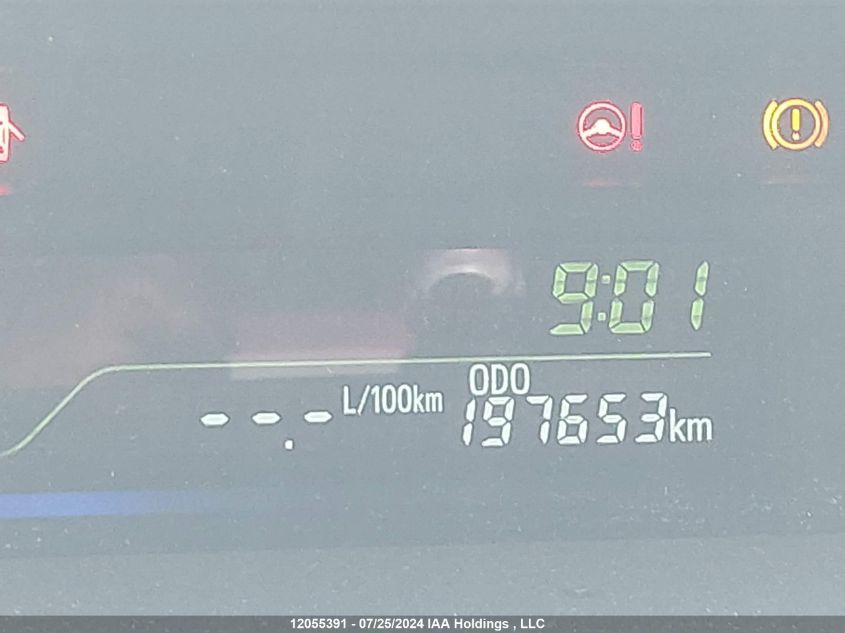 9:01
--.- L/100km
ODO
197653km
12055391 - 07/25/2024 IAA Holdings , LLC